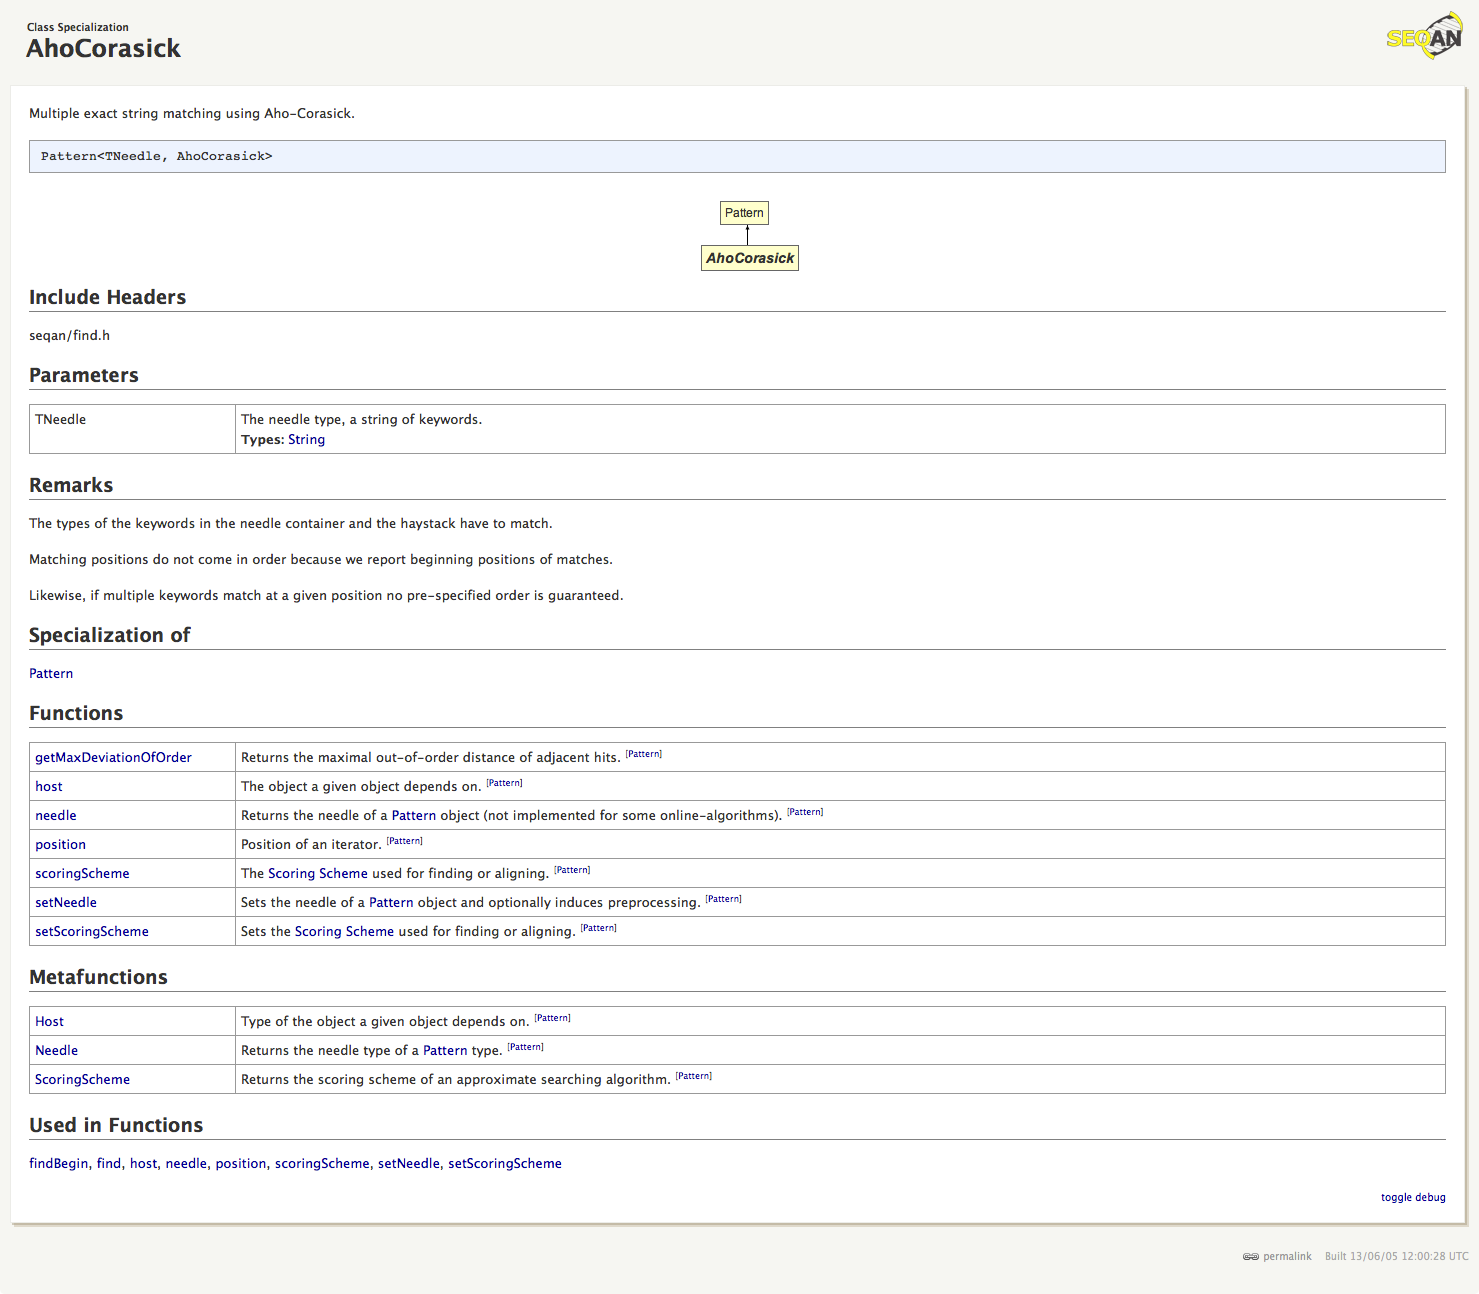 Class Specialization
AhoCorasick
SEQAN
Multiple exact string matching using Aho-Corasick.
Pattern<TNeedle, AhoCorasick>
Pattern
AhoCorasick
Include Headers
seqan/find.h
Parameters
TNeedle The needle type, a string of keywords.
Types: String
Remarks
The types of the keywords in the needle container and the haystack have to match.
Matching positions do not come in order because we report beginning positions of matches.
Likewise, if multiple keywords match at a given position no pre-specified order is guaranteed.
Specialization of
Pattern
Functions
getMaxDeviationOfOrder Returns the maximal out-of-order distance of adjacent hits. [Pattern]
host The object a given object depends on. [Pattern]
needle Returns the needle of a Pattern object (not implemented for some online-algorithms). [Pattern]
position Position of an iterator. [Pattern]
scoringScheme The Scoring Scheme used for finding or aligning. [Pattern]
setNeedle Sets the needle of a Pattern object and optionally induces preprocessing. [Pattern]
setScoringScheme Sets the Scoring Scheme used for finding or aligning. [Pattern]
Metafunctions
Host Type of the object a given object depends on. [Pattern]
Needle Returns the needle type of a Pattern type. [Pattern]
ScoringScheme Returns the scoring scheme of an approximate searching algorithm. [Pattern]
Used in Functions
findBegin, find, host, needle, position, scoringScheme, setNeedle, setScoringScheme
toggle debug
permalink Built 13/06/05 12:00:28 UTC